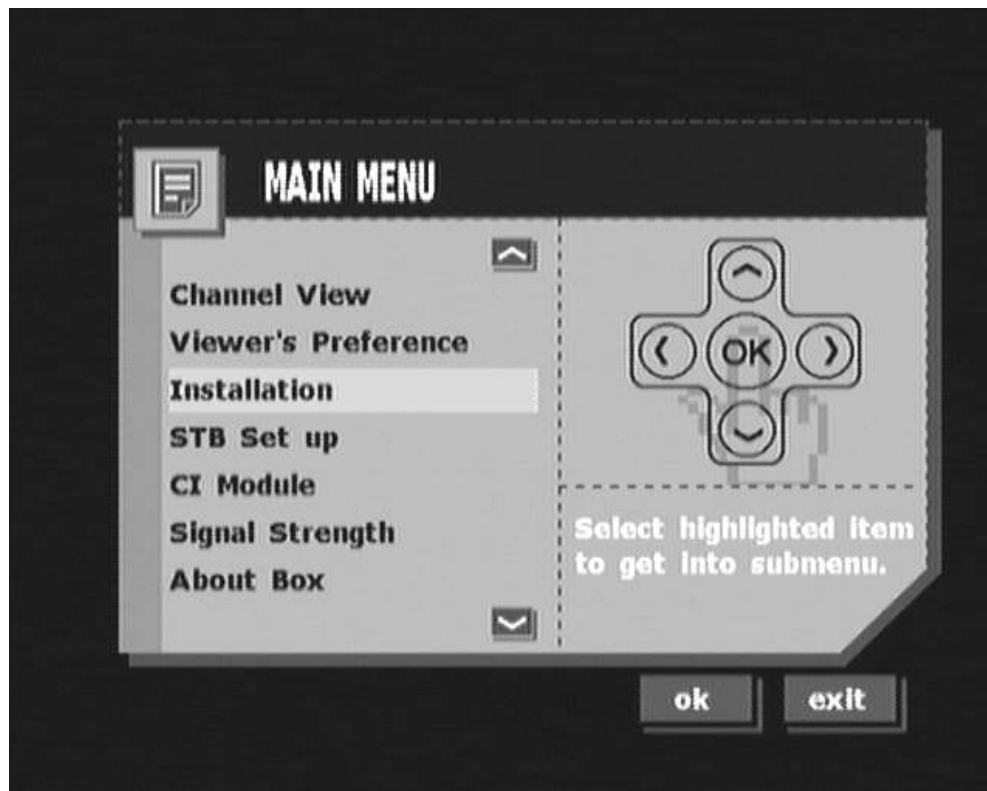 MAIN MENU
Channel View
Viewer's Preference
Installation
STB Set up
CI Module
Signal Strength
About Box
OK
Select highlighted item
to get into submenu.
ok
exit